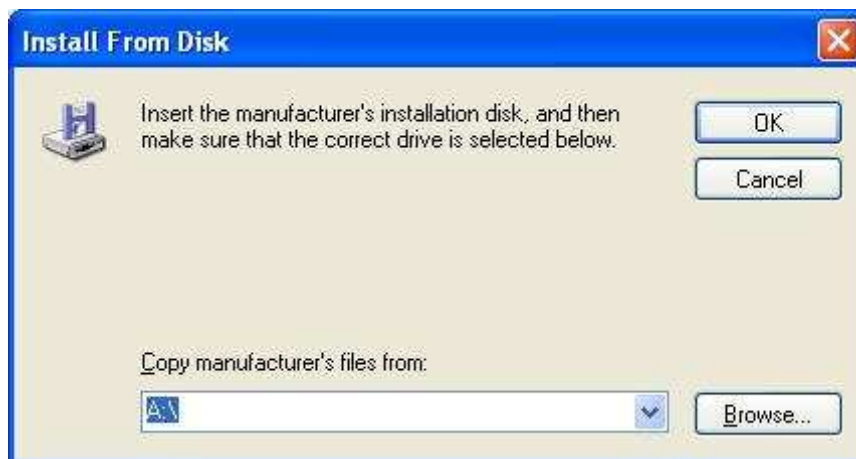 Install From Disk
Insert the manufacturer's installation disk, and then
make sure that the correct drive is selected below.
OK
Cancel
Copy manufacturer's files from:
A:\
Browse...